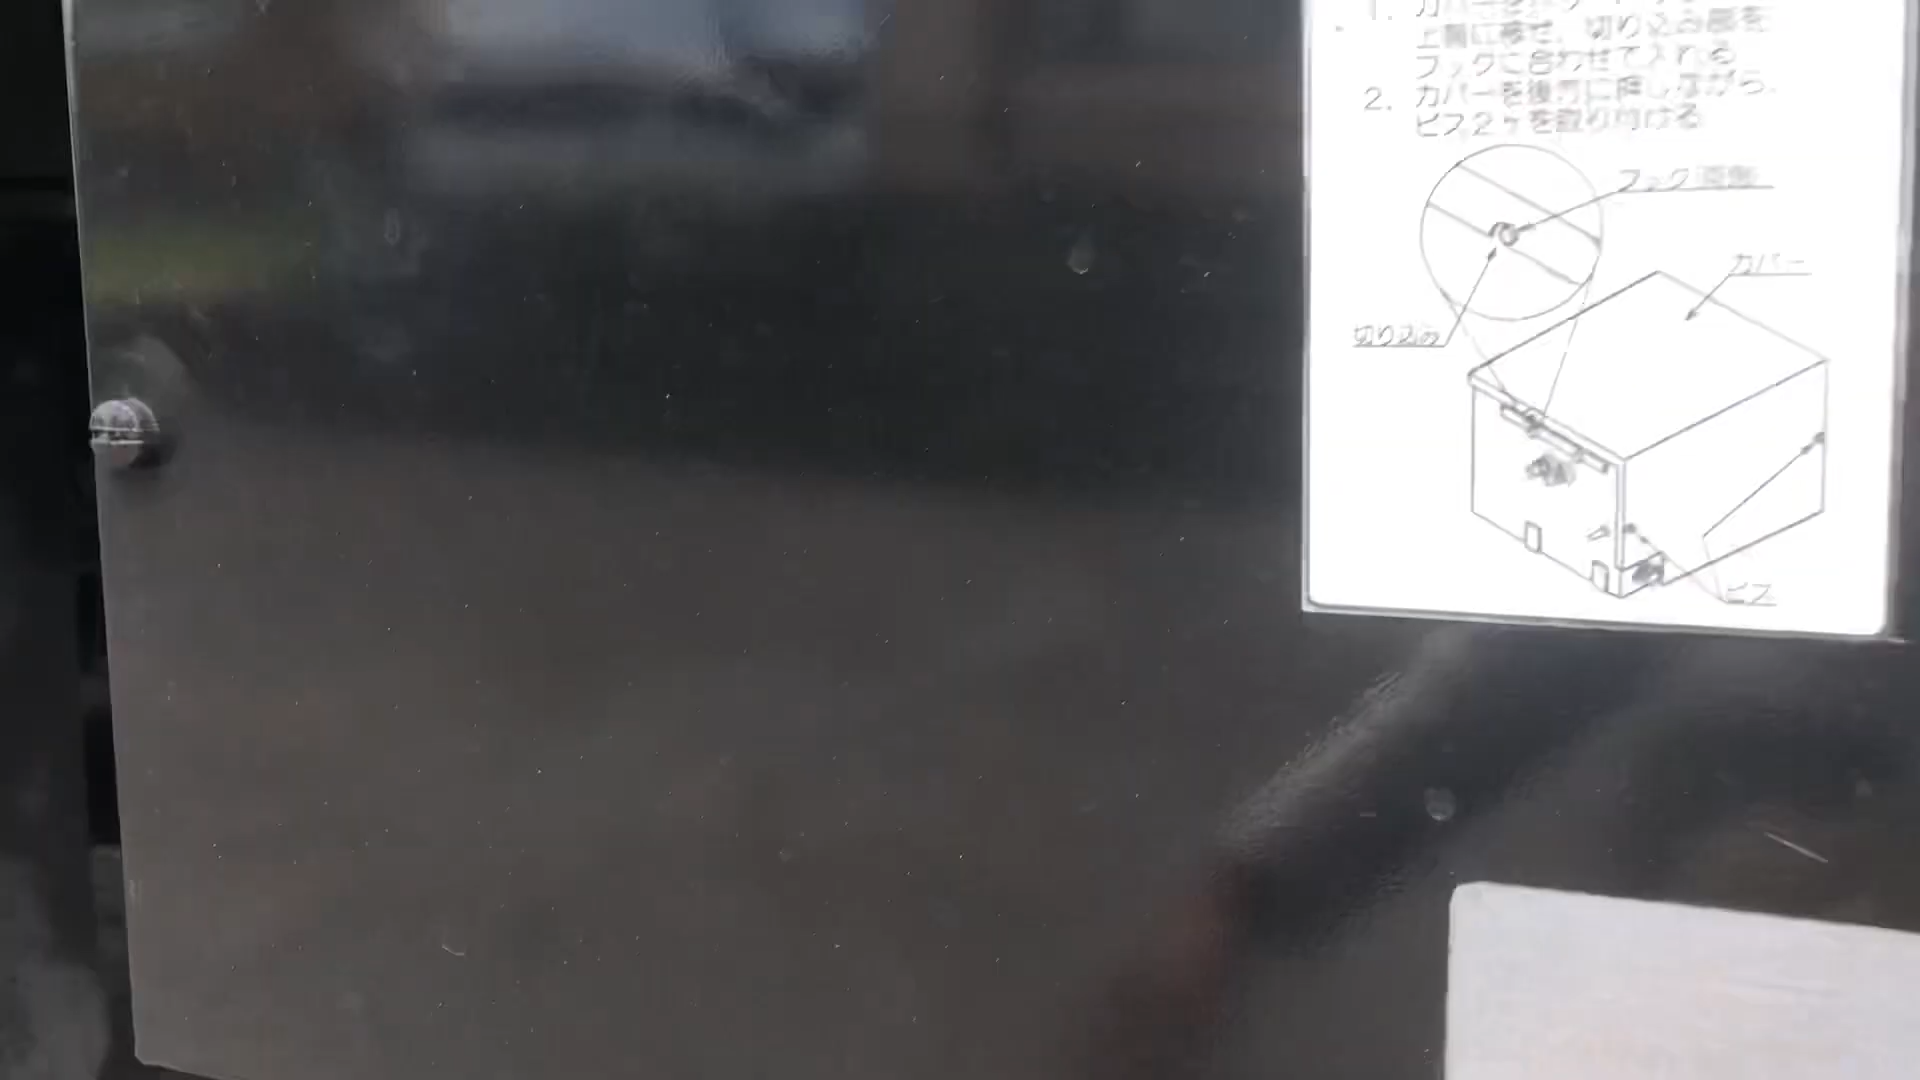 上側に寄せ、切り込み部を
フックに合わせて入れる
2. カバーを後方に押しながら、
ビス2ヶを取り付ける
フック
カバー
切り込み
ビス